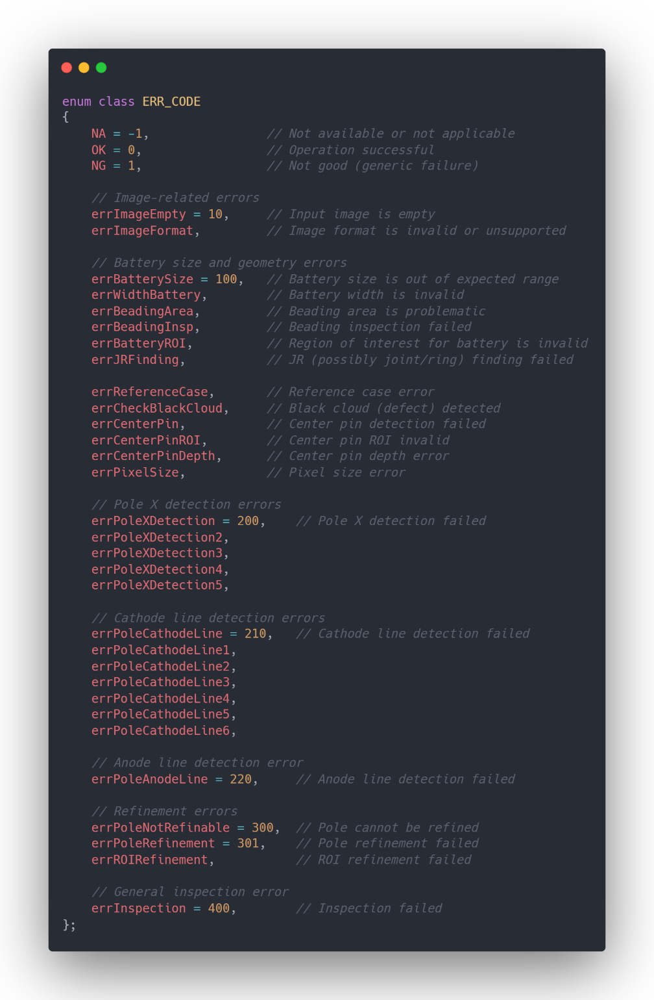 enum class ERR_CODE
{
    NA = -1,                // Not available or not applicable
    OK = 0,                 // Operation successful
    NG = 1,                 // Not good (generic failure)

    // Image-related errors
    errImageEmpty = 10,     // Input image is empty
    errImageFormat,         // Image format is invalid or unsupported

    // Battery size and geometry errors
    errBatterySize = 100,   // Battery size is out of expected range
    errWidthBattery,        // Battery width is invalid
    errBeadingArea,         // Beading area is problematic
    errBeadingInsp,         // Beading inspection failed
    errBatteryROI,          // Region of interest for battery is invalid
    errJRFinding,           // JR (possibly joint/ring) finding failed

    errReferenceCase,       // Reference case error
    errCheckBlackCloud,     // Black cloud (defect) detected
    errCenterPin,           // Center pin detection failed
    errCenterPinROI,        // Center pin ROI invalid
    errCenterPinDepth,      // Center pin depth error
    errPixelSize,           // Pixel size error

    // Pole X detection errors
    errPoleXDetection = 200,    // Pole X detection failed
    errPoleXDetection2,
    errPoleXDetection3,
    errPoleXDetection4,
    errPoleXDetection5,

    // Cathode line detection errors
    errPoleCathodeLine = 210,   // Cathode line detection failed
    errPoleCathodeLine1,
    errPoleCathodeLine2,
    errPoleCathodeLine3,
    errPoleCathodeLine4,
    errPoleCathodeLine5,
    errPoleCathodeLine6,

    // Anode line detection error
    errPoleAnodeLine = 220,     // Anode line detection failed

    // Refinement errors
    errPoleNotRefinable = 300,  // Pole cannot be refined
    errPoleRefinement = 301,    // Pole refinement failed
    errROIRefinement,           // ROI refinement failed

    // General inspection error
    errInspection = 400,        // Inspection failed
};